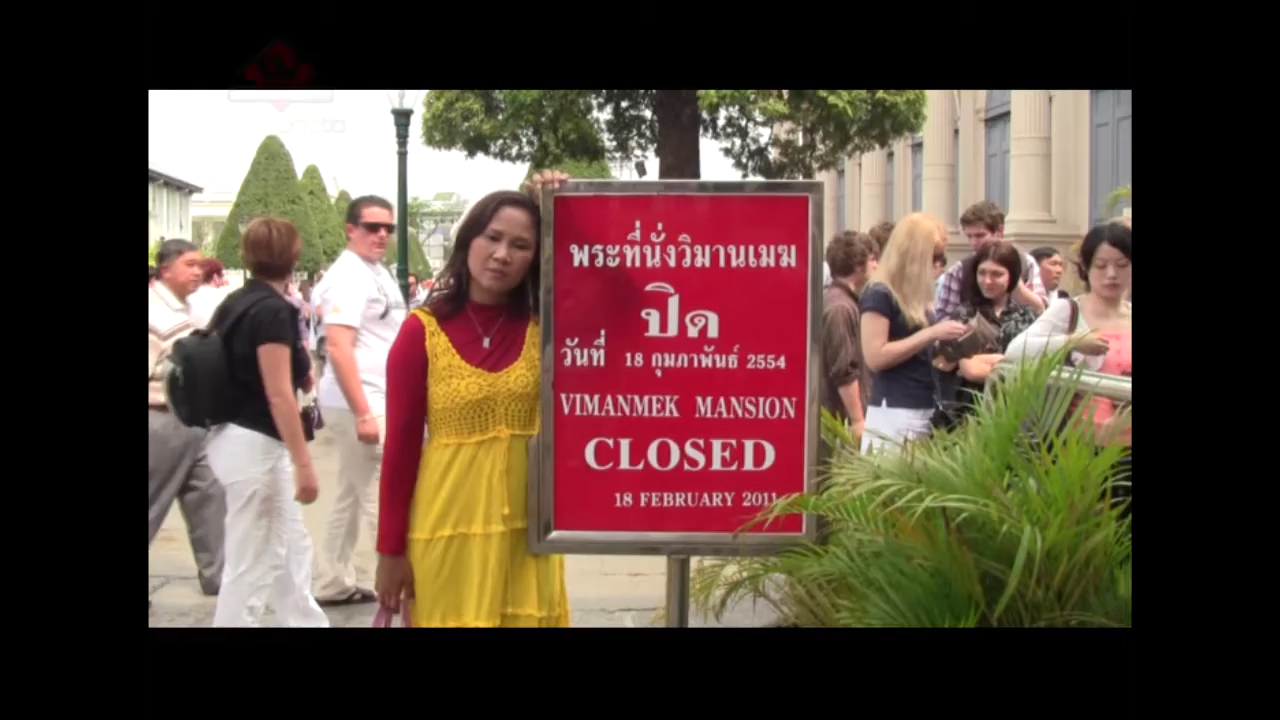 พระที่นั่งวิมานเมฆ
ปิด
วันที่ 18 กุมภาพันธ์ 2554
VIMANMEK MANSION
CLOSED
18 FEBRUARY 2011